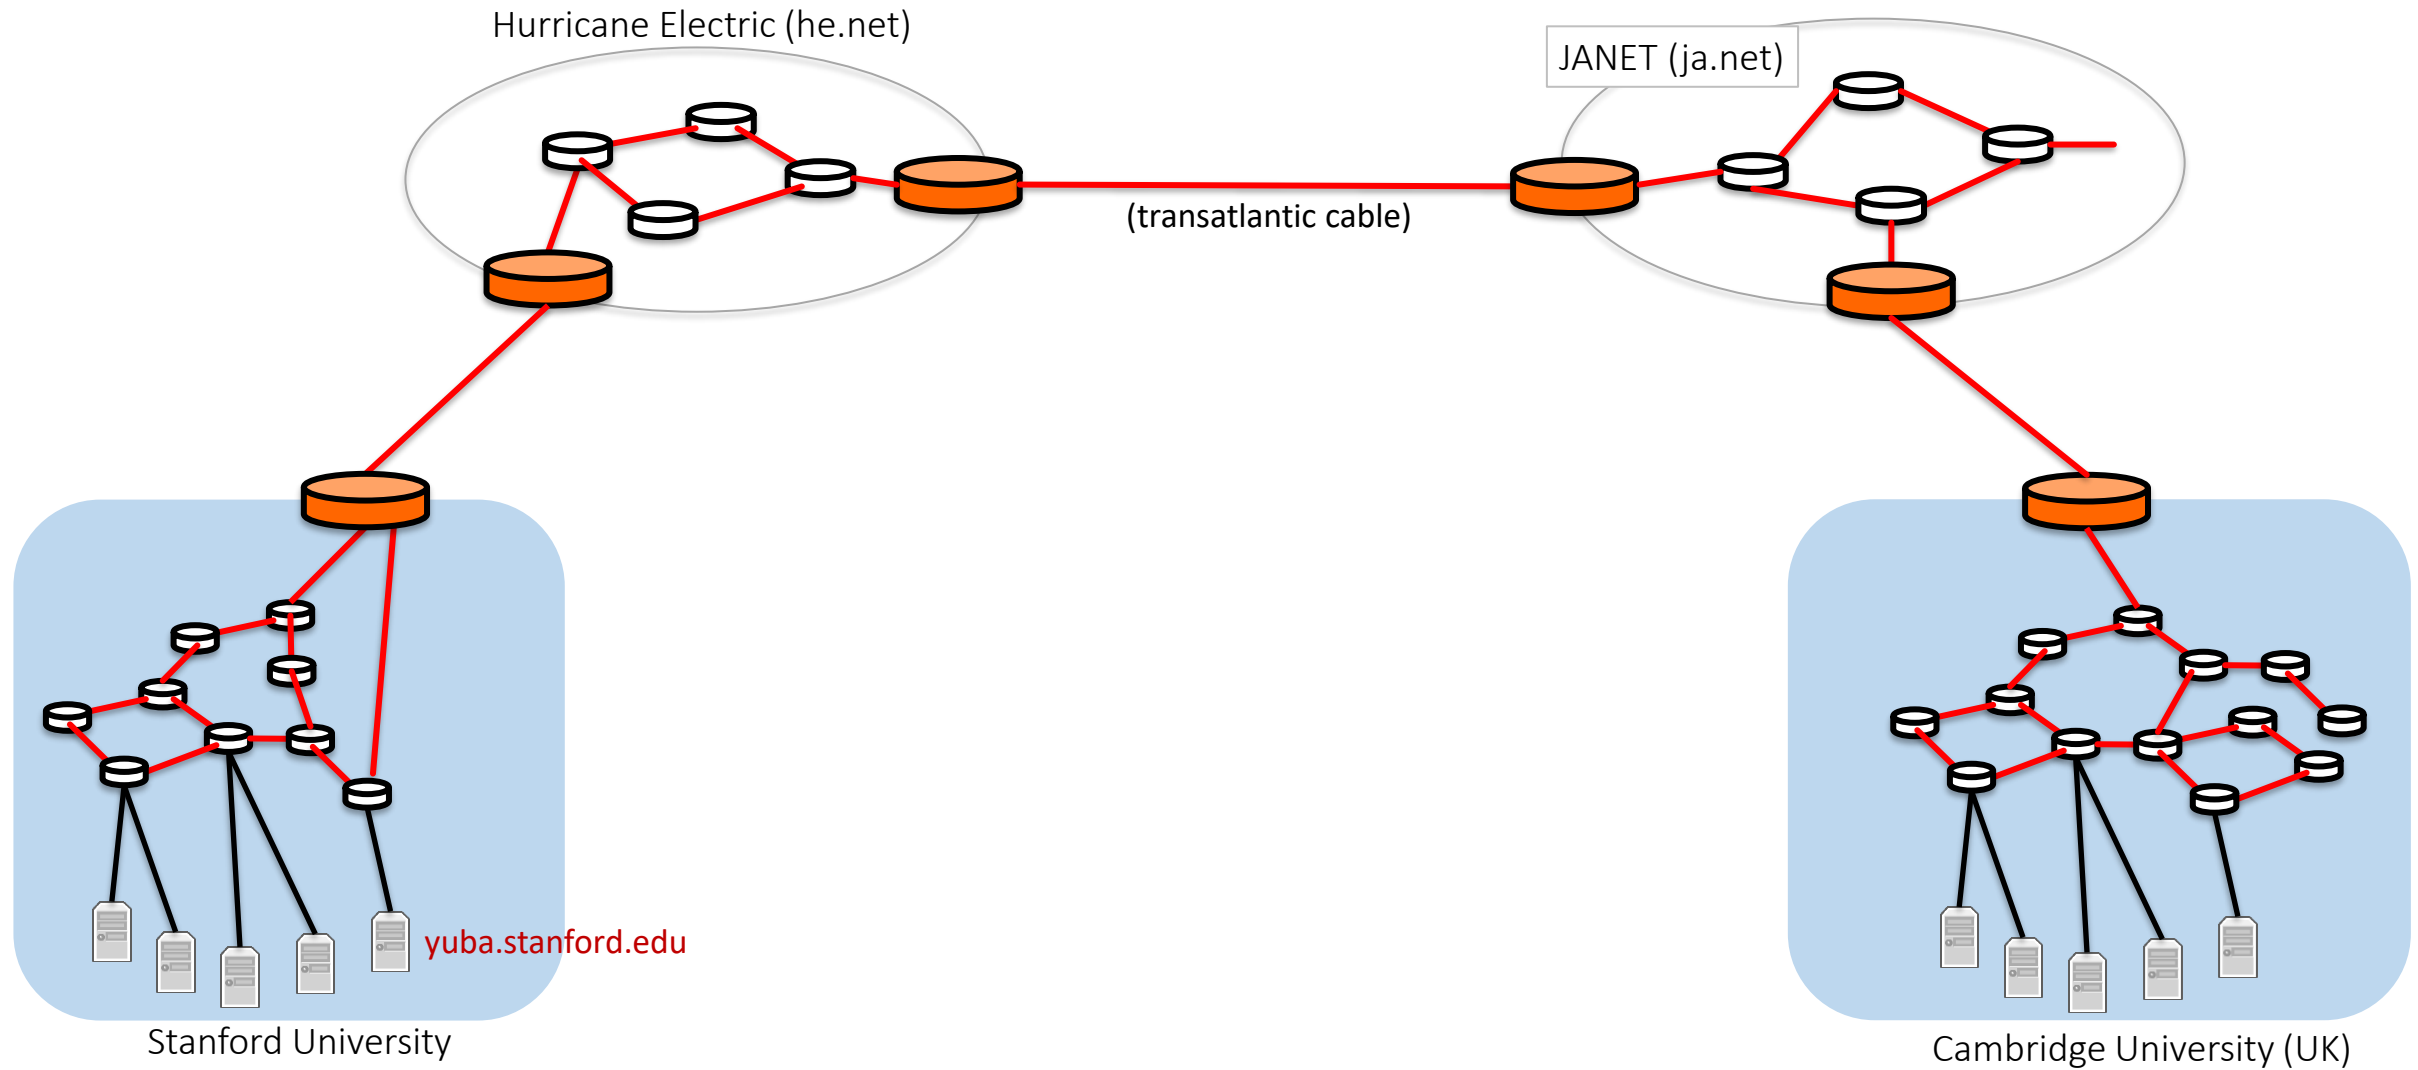 Hurricane Electric (he.net)
JANET (ja.net)
(transatlantic cable)
yuba.stanford.edu
Stanford University
Cambridge University (UK)